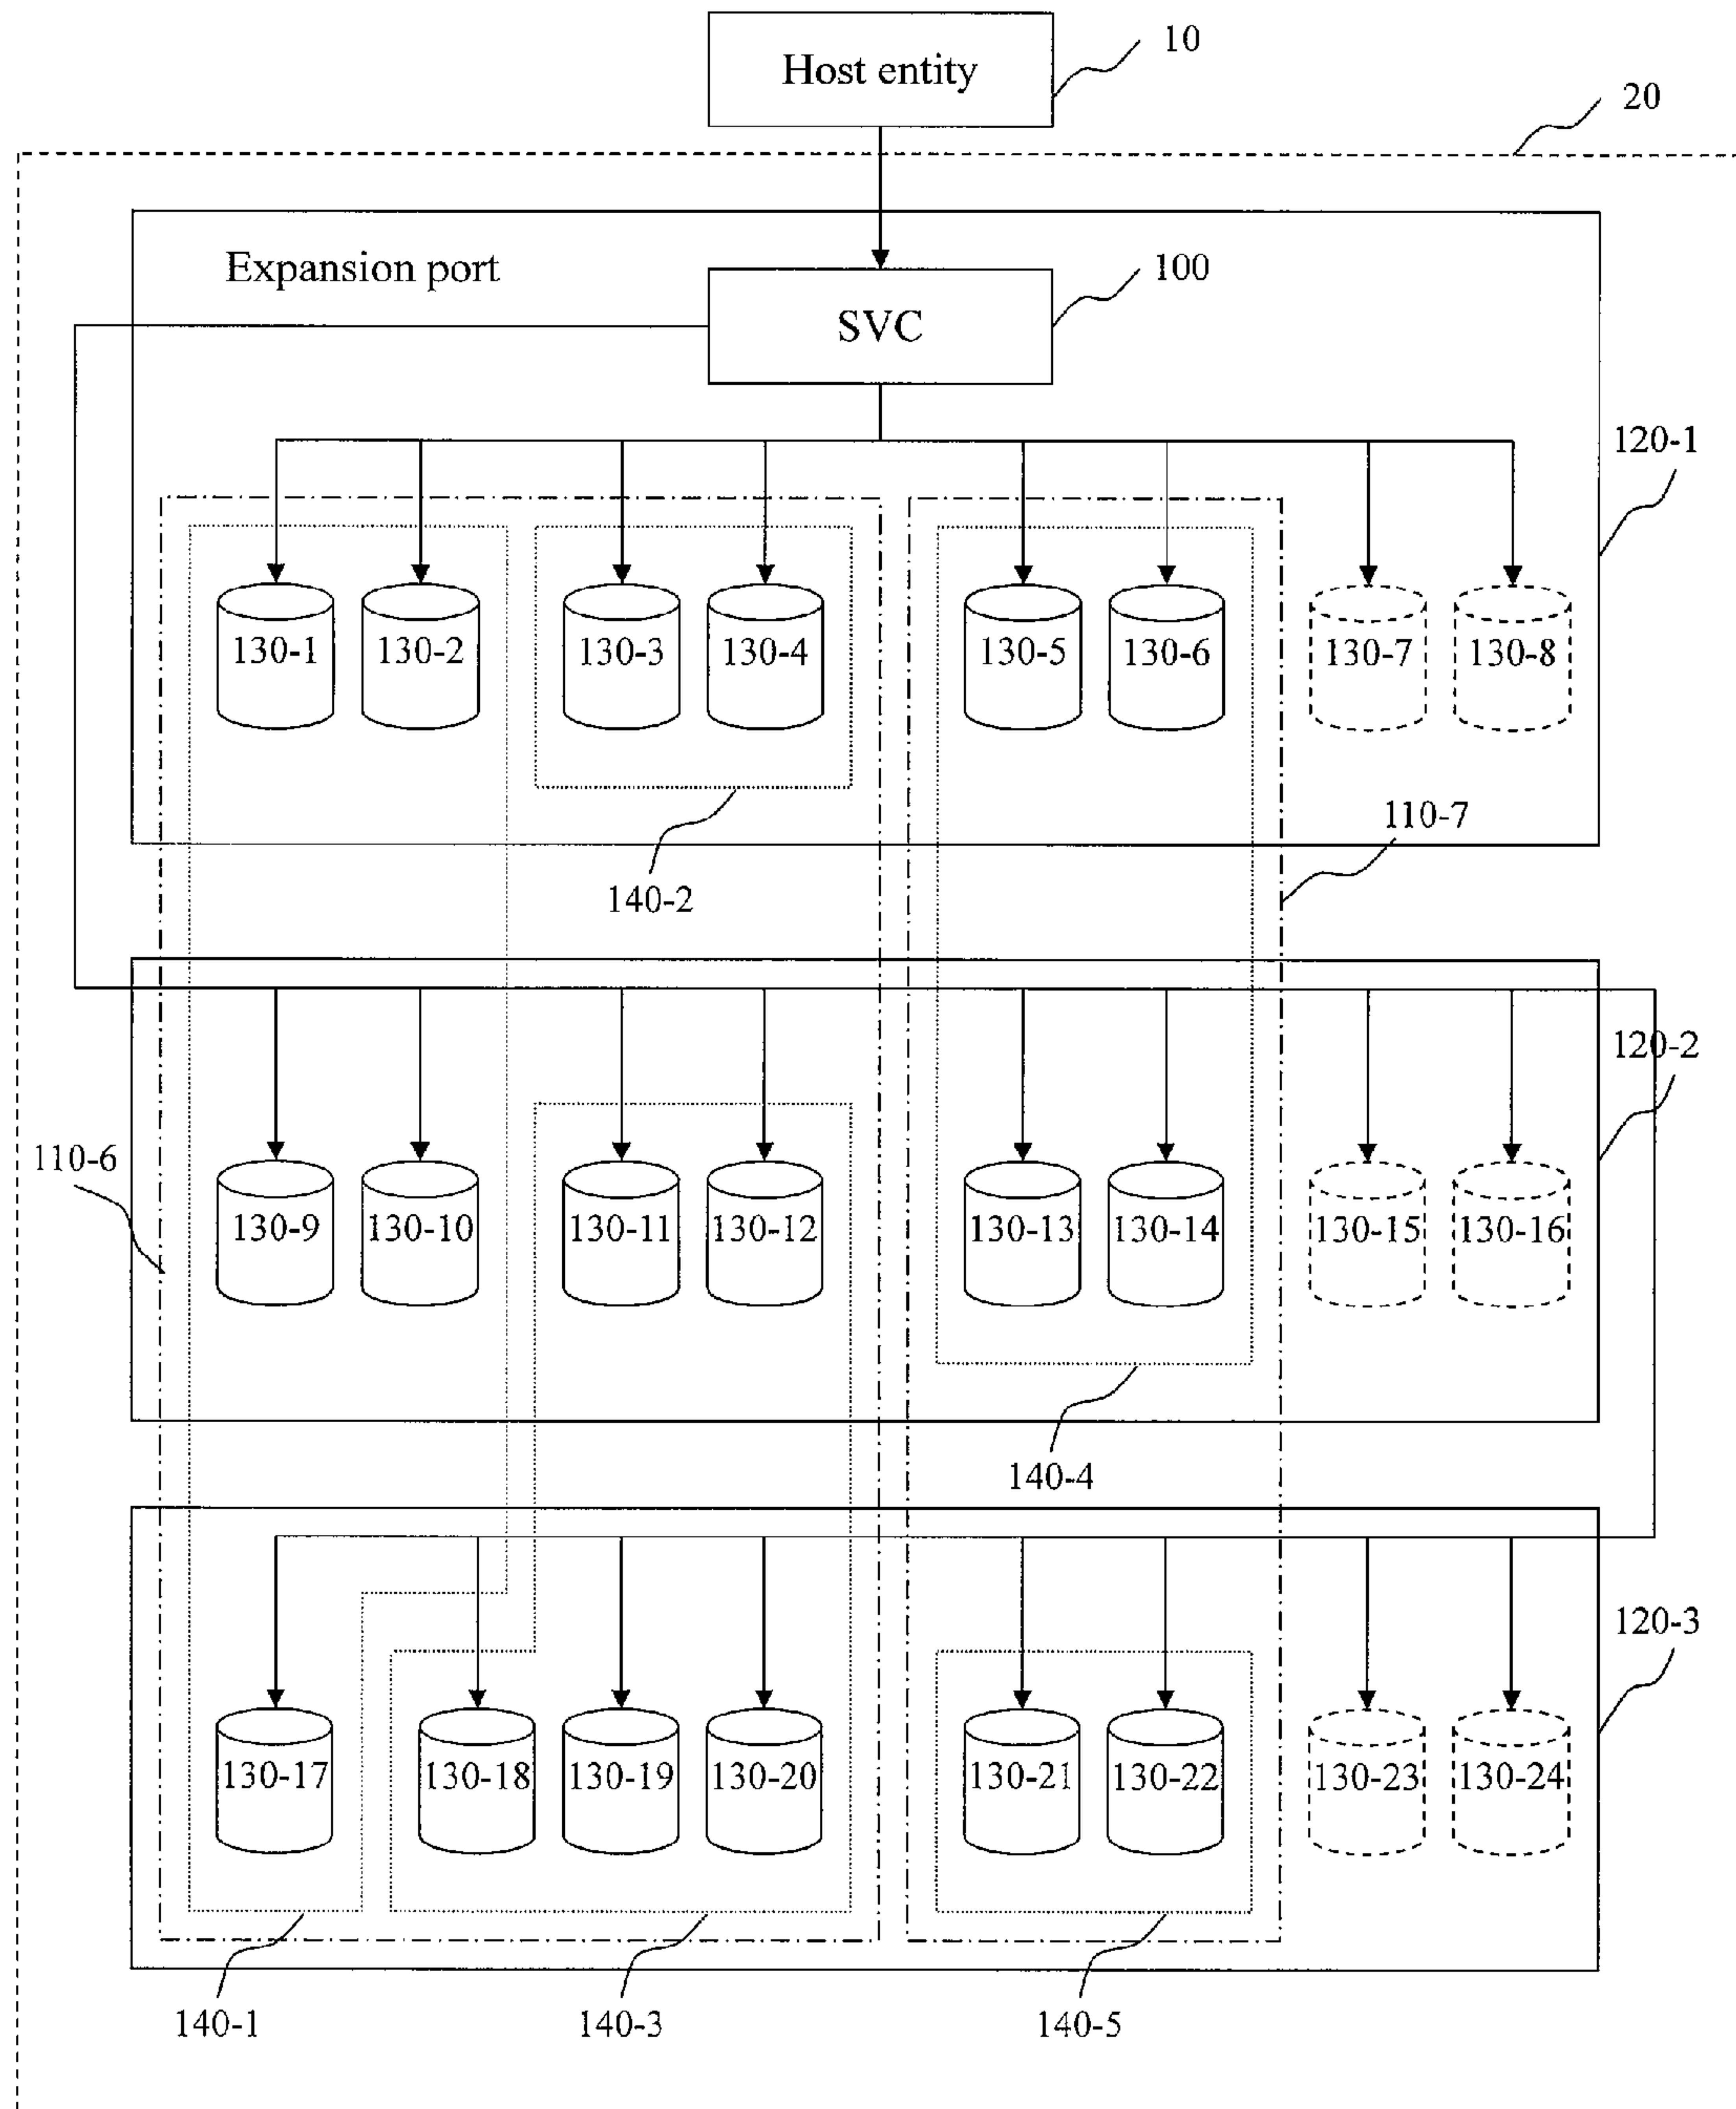 Host entity
10
20
Expansion port
100
SVC
120-1
130-1 130-2 130-3 130-4 130-5 130-6 130-7 130-8
110-7
140-2
120-2
110-6
130-9 130-10 130-11 130-12 130-13 130-14 130-15 130-16
140-4
120-3
130-17 130-18 130-19 130-20 130-21 130-22 130-23 130-24
140-1 140-3 140-5